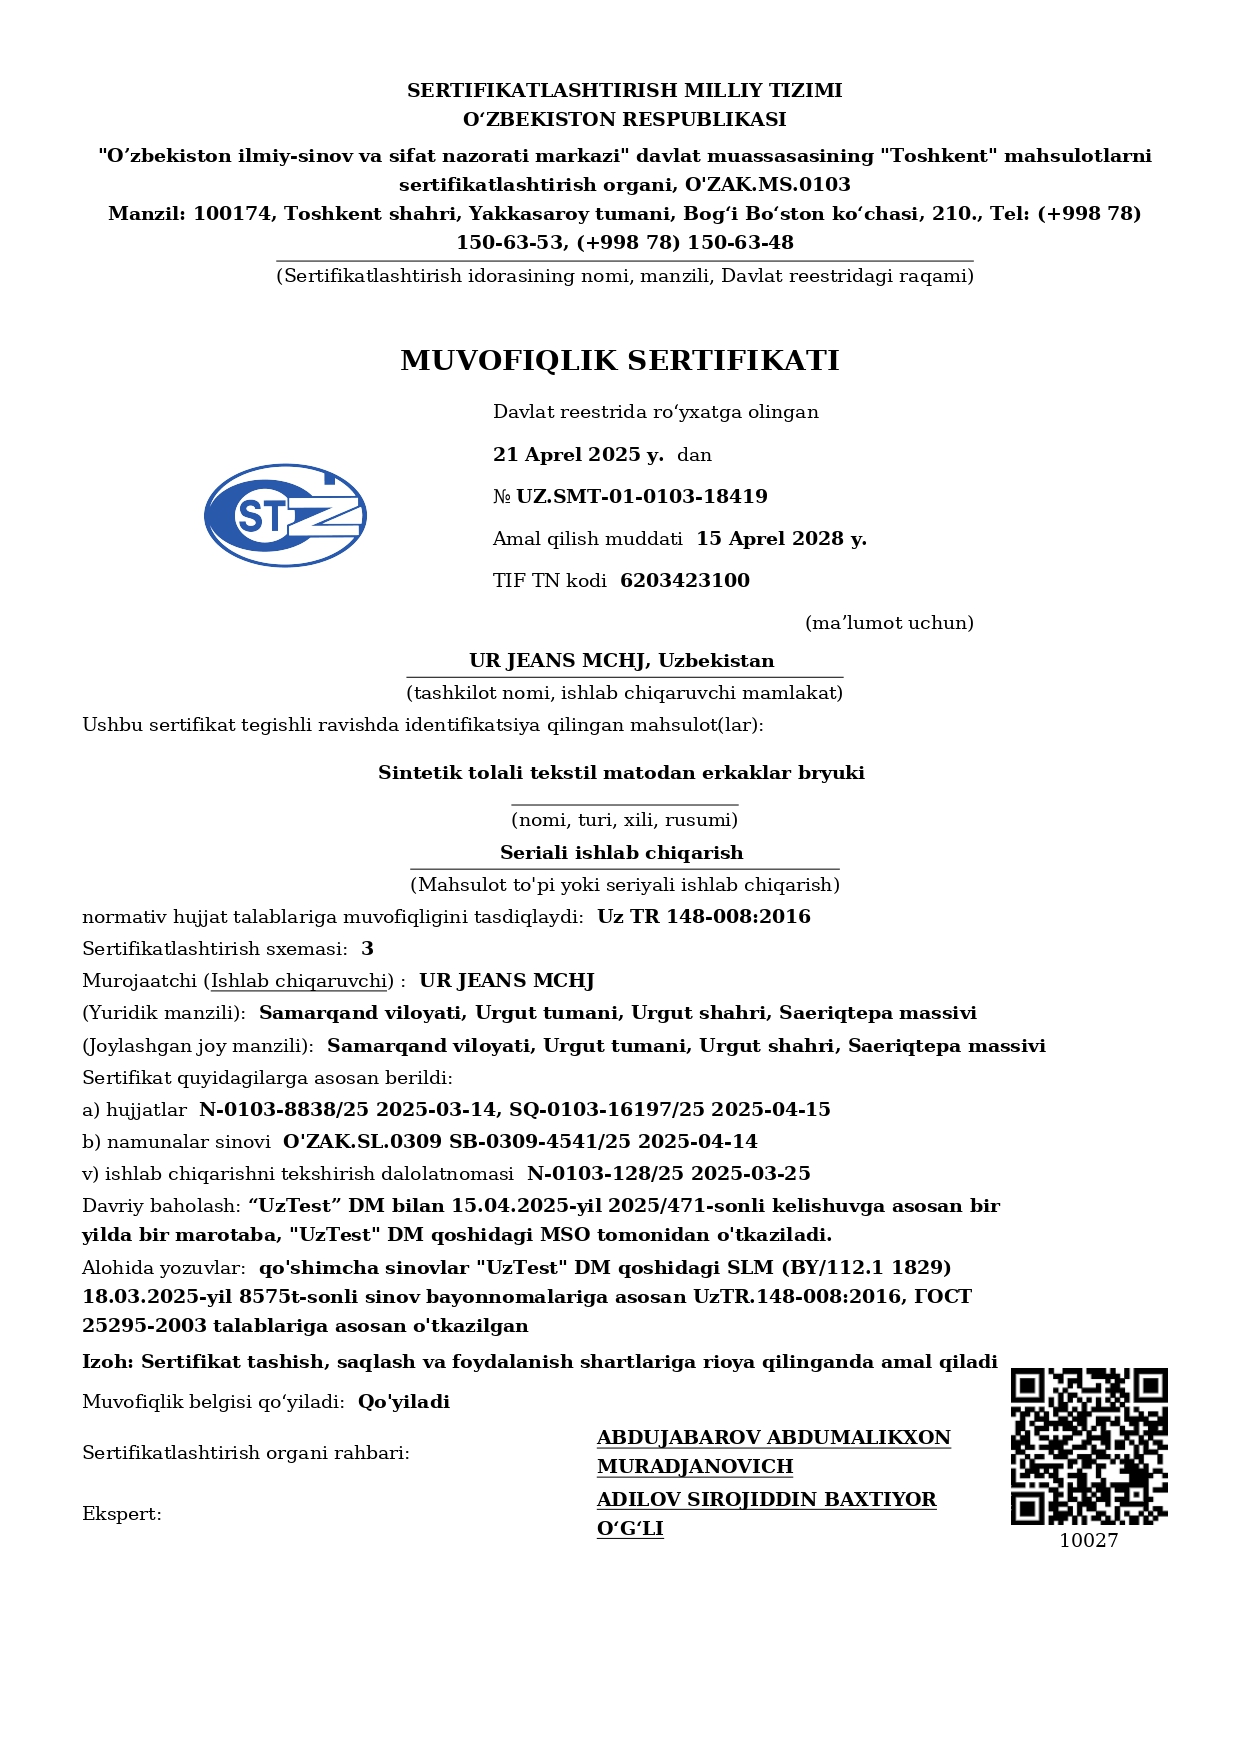 SERTIFIKATLASHTIRISH MILLIY TIZIMI
O‘ZBEKISTON RESPUBLIKASI
"O’zbekiston ilmiy-sinov va sifat nazorati markazi" davlat muassasasining "Toshkent" mahsulotlarni
sertifikatlashtirish organi, O'ZAK.MS.0103
Manzil: 100174, Toshkent shahri, Yakkasaroy tumani, Bog‘i Bo‘ston ko‘chasi, 210., Tel: (+998 78)
150-63-53, (+998 78) 150-63-48
(Sertifikatlashtirish idorasining nomi, manzili, Davlat reestridagi raqami)
MUVOFIQLIK SERTIFIKATI
Davlat reestrida ro‘yxatga olingan
21 Aprel 2025 y. dan
№ UZ.SMT-01-0103-18419
ST
Amal qilish muddati 15 Aprel 2028 y.
TIF TN kodi 6203423100
(ma’lumot uchun)
UR JEANS MCHJ, Uzbekistan
(tashkilot nomi, ishlab chiqaruvchi mamlakat)
Ushbu sertifikat tegishli ravishda identifikatsiya qilingan mahsulot(lar):
Sintetik tolali tekstil matodan erkaklar bryuki
(nomi, turi, xili, rusumi)
Seriali ishlab chiqarish
(Mahsulot to'pi yoki seriyali ishlab chiqarish)
normativ hujjat talablariga muvofiqligini tasdiqlaydi: Uz TR 148-008:2016
Sertifikatlashtirish sxemasi: 3
Murojaatchi (Ishlab chiqaruvchi) : UR JEANS MCHJ
(Yuridik manzili): Samarqand viloyati, Urgut tumani, Urgut shahri, Saeriqtepa massivi
(Joylashgan joy manzili): Samarqand viloyati, Urgut tumani, Urgut shahri, Saeriqtepa massivi
Sertifikat quyidagilarga asosan berildi:
a) hujjatlar N-0103-8838/25 2025-03-14, SQ-0103-16197/25 2025-04-15
b) namunalar sinovi O'ZAK.SL.0309 SB-0309-4541/25 2025-04-14
v) ishlab chiqarishni tekshirish dalolatnomasi N-0103-128/25 2025-03-25
Davriy baholash: “UzTest” DM bilan 15.04.2025-yil 2025/471-sonli kelishuvga asosan bir
yilda bir marotaba, "UzTest" DM qoshidagi MSO tomonidan o'tkaziladi.
Alohida yozuvlar: qo'shimcha sinovlar "UzTest" DM qoshidagi SLM (BY/112.1 1829)
18.03.2025-yil 8575t-sonli sinov bayonnomalariga asosan UzTR.148-008:2016, ГОСТ
25295-2003 talablariga asosan o'tkazilgan
Izoh: Sertifikat tashish, saqlash va foydalanish shartlariga rioya qilinganda amal qiladi
Muvofiqlik belgisi qo‘yiladi: Qo'yiladi
Sertifikatlashtirish organi rahbari:
ABDUJABAROV ABDUMALIKXON
MURADJANOVICH
Ekspert:
ADILOV SIROJIDDIN BAXTIYOR
O‘G‘LI
10027